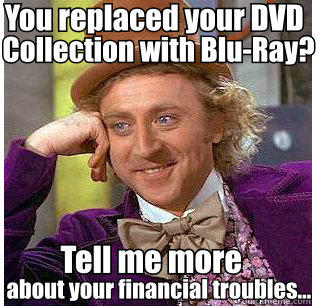 You replaced your DVD
Collection with Blu-Ray?
Tell me more
about your financial troubles...